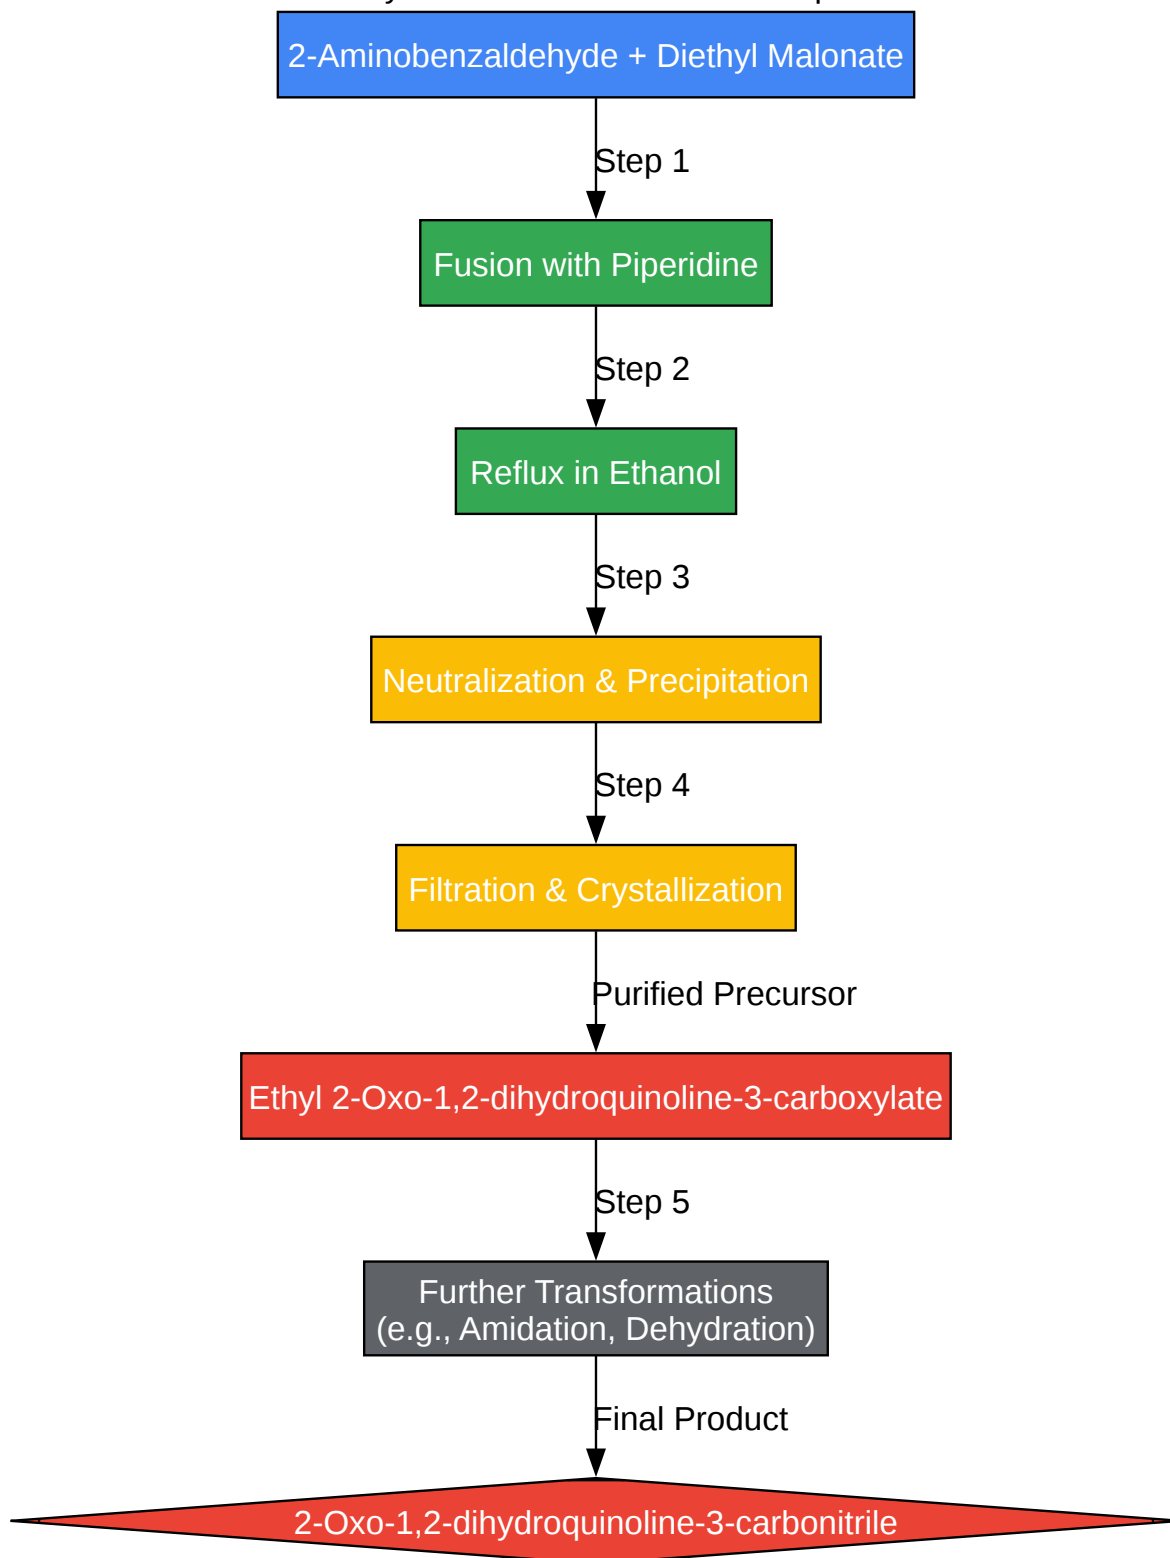 2-Aminobenzaldehyde + Diethyl Malonate
Step 1
Fusion with Piperidine
Step 2
Reflux in Ethanol
Step 3
Neutralization & Precipitation
Step 4
Filtration & Crystallization
Purified Precursor
Ethyl 2-Oxo-1,2-dihydroquinoline-3-carboxylate
Step 5
Further Transformations
(e.g., Amidation, Dehydration)
Final Product
2-Oxo-1,2-dihydroquinoline-3-carbonitrile